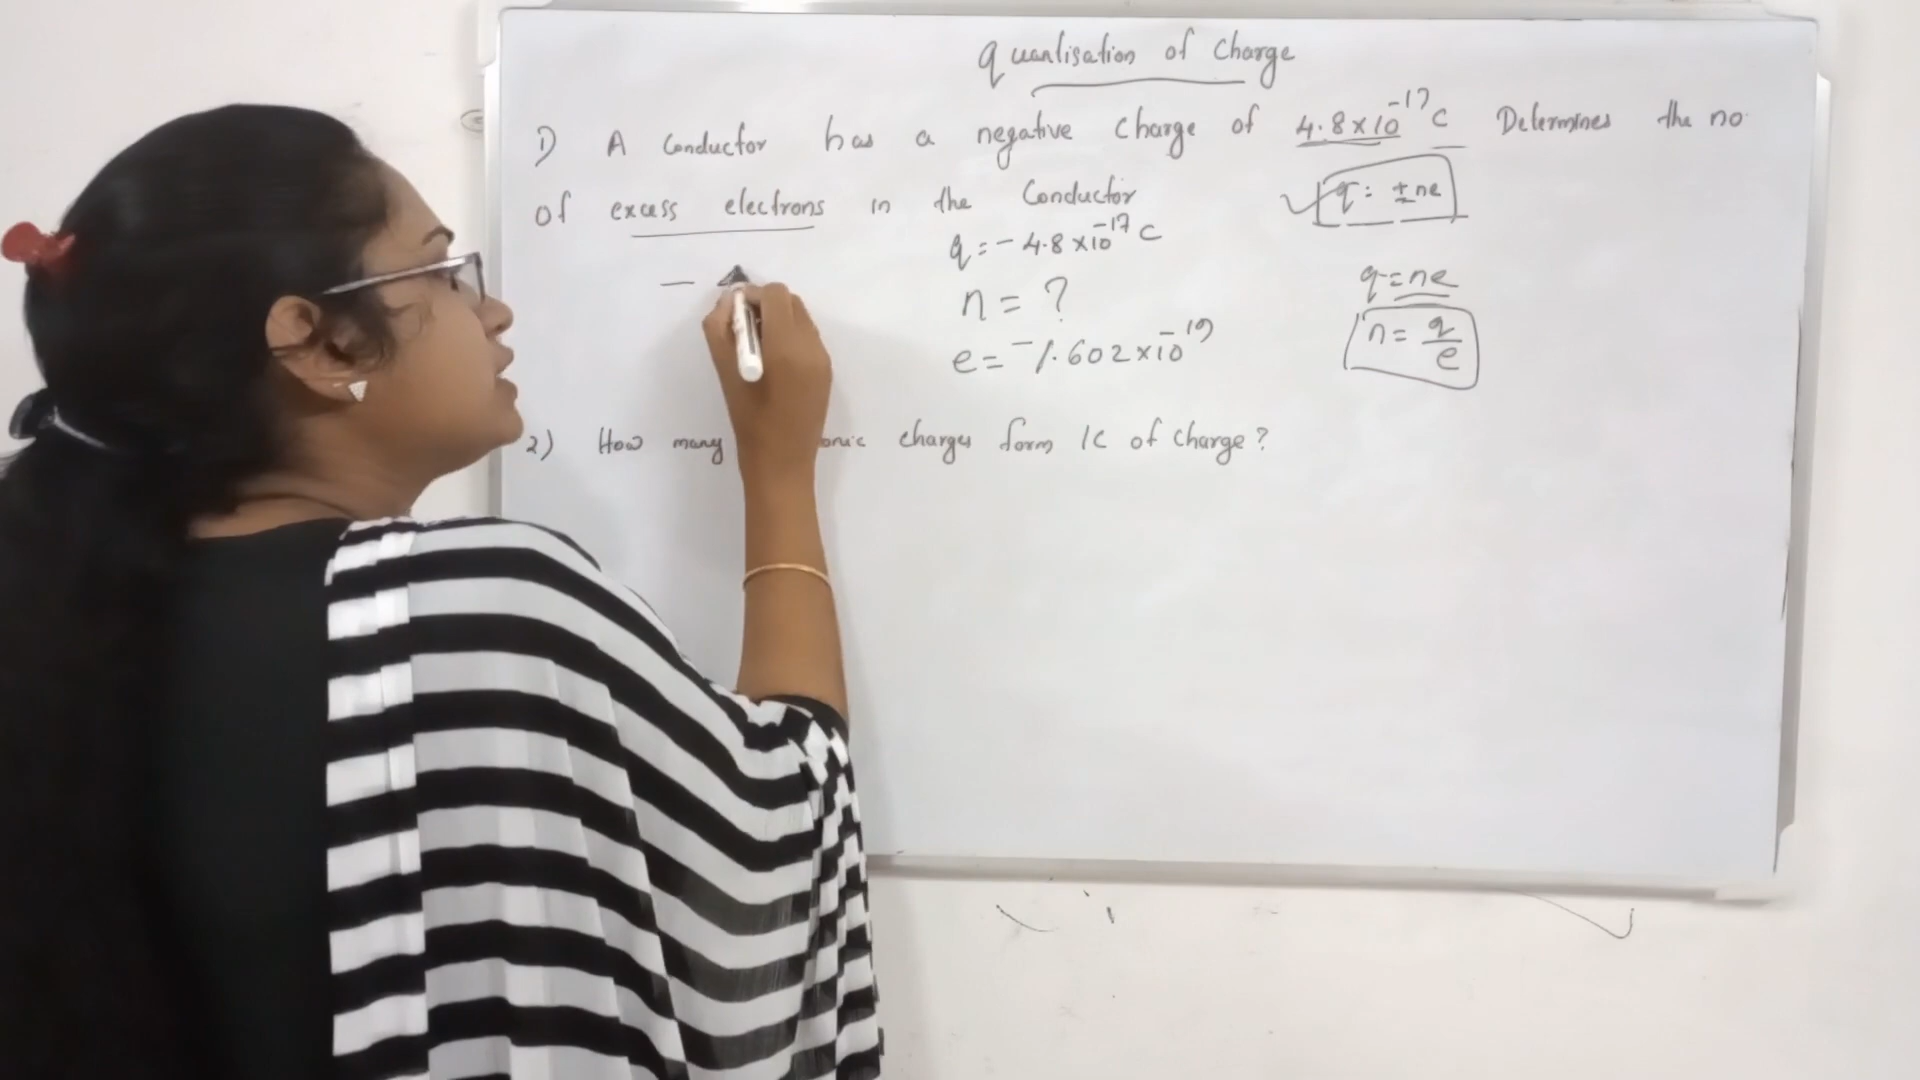 Quantisation of Charge
1) A Conductor has a negative charge of 4.8×10⁻¹⁷ C Determines the no.
of excess electrons in the Conductor
q = ±ne
q = - 4.8×10⁻¹⁷ C
n = ?
e = -1.602×10⁻¹⁹
q = ne
n = q/e
–
2) How many charges form 1C of charge?